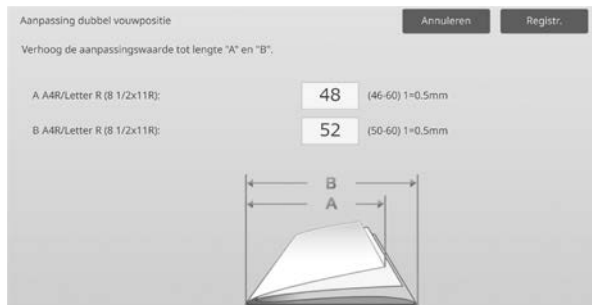 Aanpassing dubbel vouwpositie Annuleren Registr.
Verhoog de aanpassingswaarde tot lengte "A" en "B".
A A4R/Letter R (8 1/2x11R): 48 (46-60) 1=0.5mm
B A4R/Letter R (8 1/2x11R): 52 (50-60) 1=0.5mm
B
A